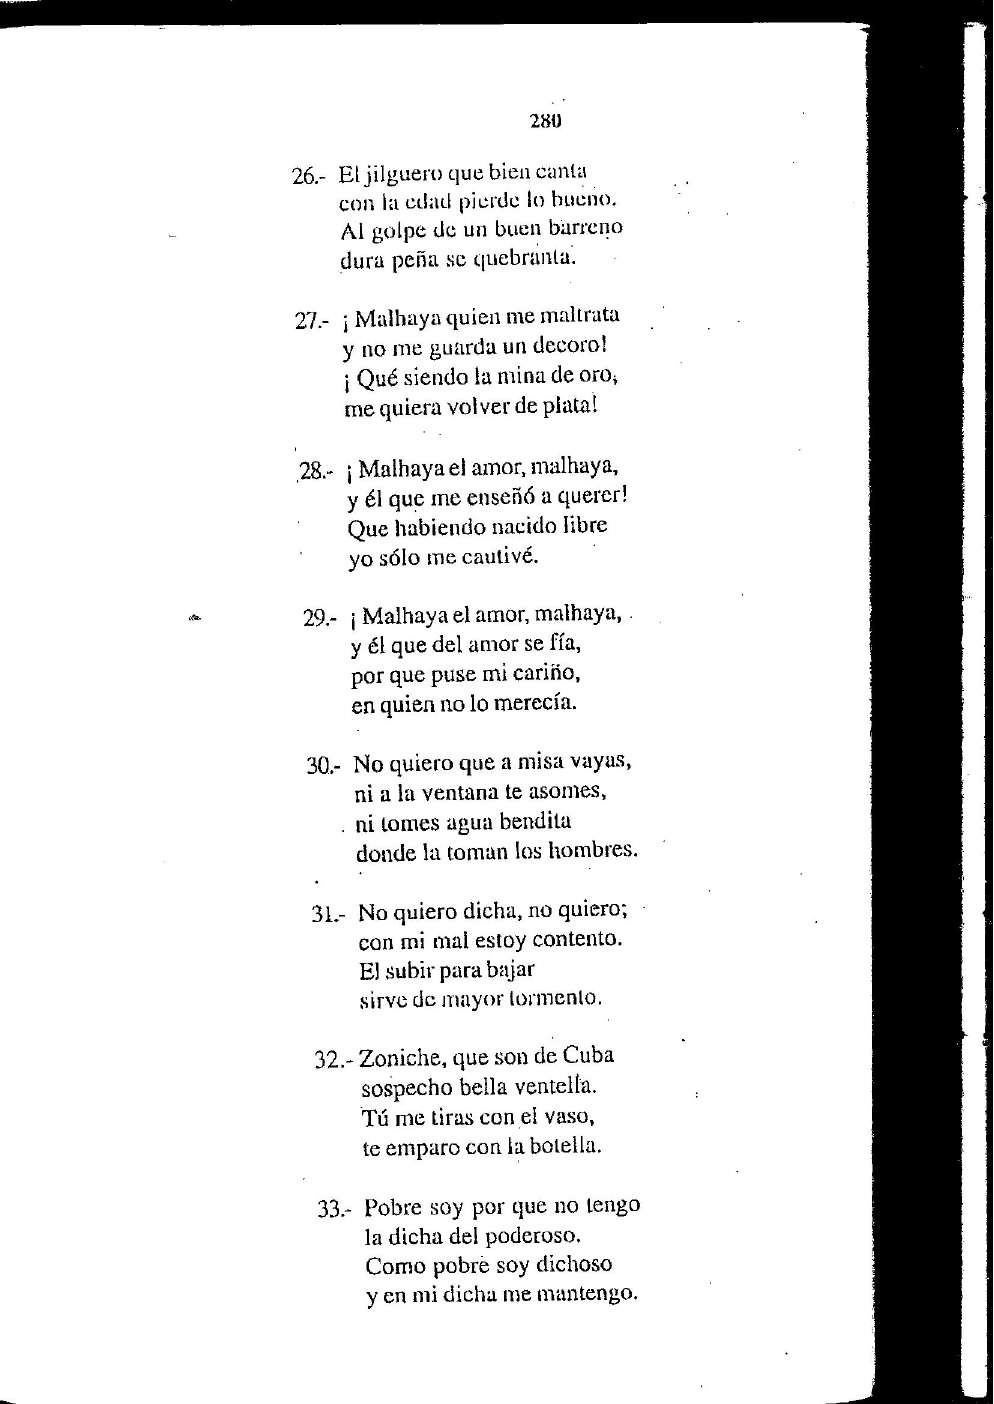 280
26.- El jilguero que bien canta
con la edad pierde lo bueno.
Al golpe de un buen barreno
dura peña se quebranta.
27.- ¡ Malhaya quien me maltrata
y no me guarda un decoro!
¡ Qué siendo la mina de oro,
me quiera volver de plata!
28.- ¡ Malhaya el amor, malhaya,
y él que me enseñó a querer!
Que habiendo nacido libre
yo sólo me cautivé.
29.- ¡ Malhaya el amor, malhaya,
y él que del amor se fía,
por que puse mi cariño,
en quien no lo merecía.
30.- No quiero que a misa vayas,
ni a la ventana te asomes,
ni tomes agua bendita
donde la toman los hombres.
31.- No quiero dicha, no quiero;
con mi mal estoy contento.
El subir para bajar
sirve de mayor tormento.
32.- Zoniche, que son de Cuba
sospecho bella ventella.
Tú me tiras con el vaso,
te emparo con la botella.
33.- Pobre soy por que no tengo
la dicha del poderoso.
Como pobre soy dichoso
y en mi dicha me mantengo.